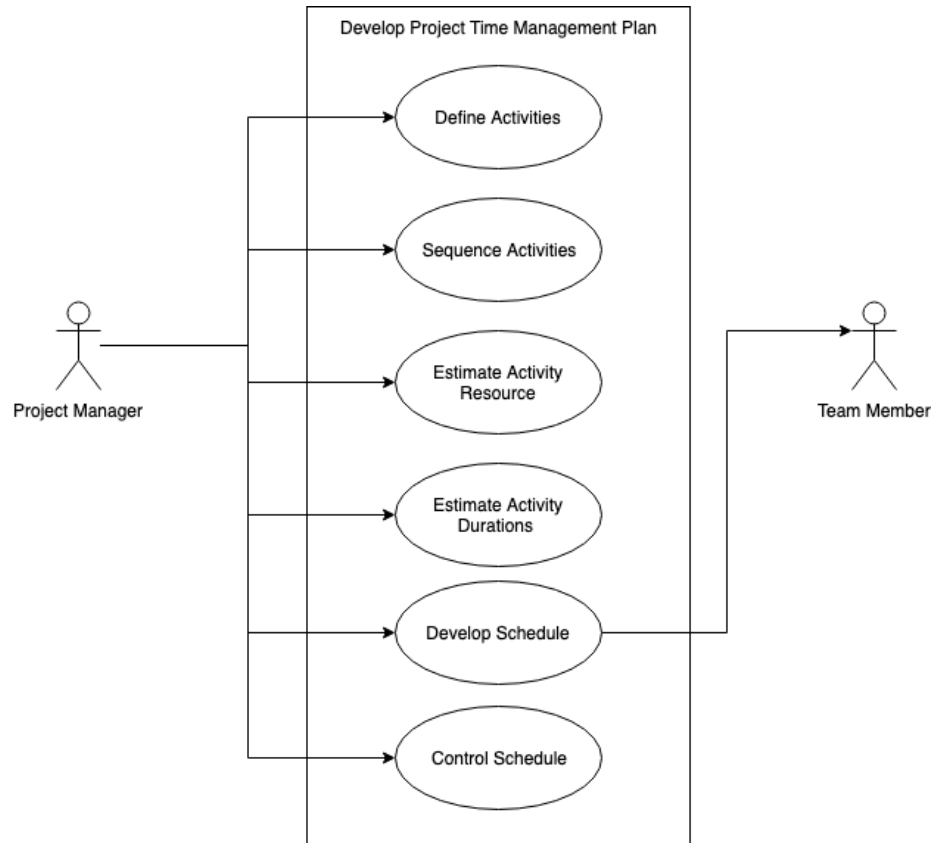 Develop Project Time Management Plan
Define Activities
Sequence Activities
Estimate Activity
Resource
Project Manager
Team Member
Estimate Activity
Durations
Develop Schedule
Control Schedule